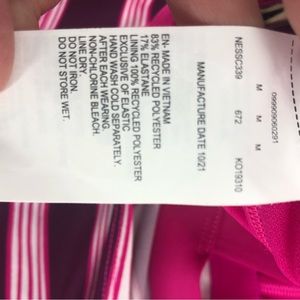 EN- MADE IN VIETNAM
83% RECYCLED POLYESTER
17% ELASTANE
LINING 100% RECYCLED POLYESTER
EXCLUSIVE OF ELASTIC
HAND WASH COLD SEPARATELY.
AFTER EACH WEARING.
NON-CHLORINE BLEACH.
LINE DRY.
DO NOT IRON.
DO NOT STORE WET.
MANUFACTURE DATE 10/21
NESSC339 672 KO19310
M M M
099909060291